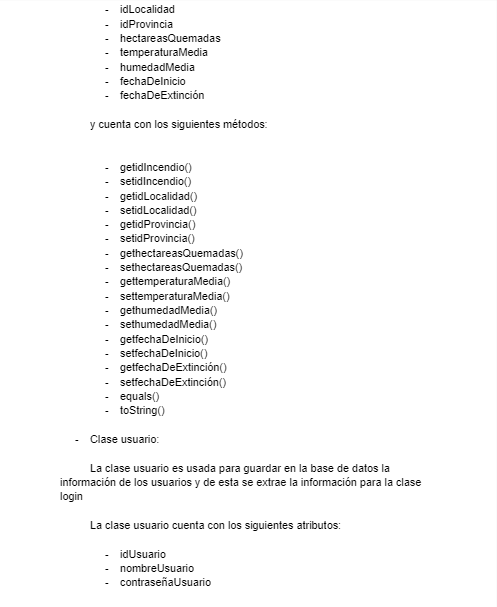 - idLocalidad
- idProvincia
- hectareasQuemadas
- temperaturaMedia
- humedadMedia
- fechaDeInicio
- fechaDeExtinción
y cuenta con los siguientes métodos:
- getidIncendio()
- setidIncendio()
- getidLocalidad()
- setidLocalidad()
- getidProvincia()
- setidProvincia()
- gethectareasQuemadas()
- sethectareasQuemadas()
- gettemperaturaMedia()
- settemperaturaMedia()
- gethumedadMedia()
- sethumedadMedia()
- getfechaDeInicio()
- setfechaDeInicio()
- getfechaDeExtinción()
- setfechaDeExtinción()
- equals()
- toString()
- Clase usuario:
La clase usuario es usada para guardar en la base de datos la
información de los usuarios y de esta se extrae la información para la clase
login
La clase usuario cuenta con los siguientes atributos:
- idUsuario
- nombreUsuario
- contraseñaUsuario